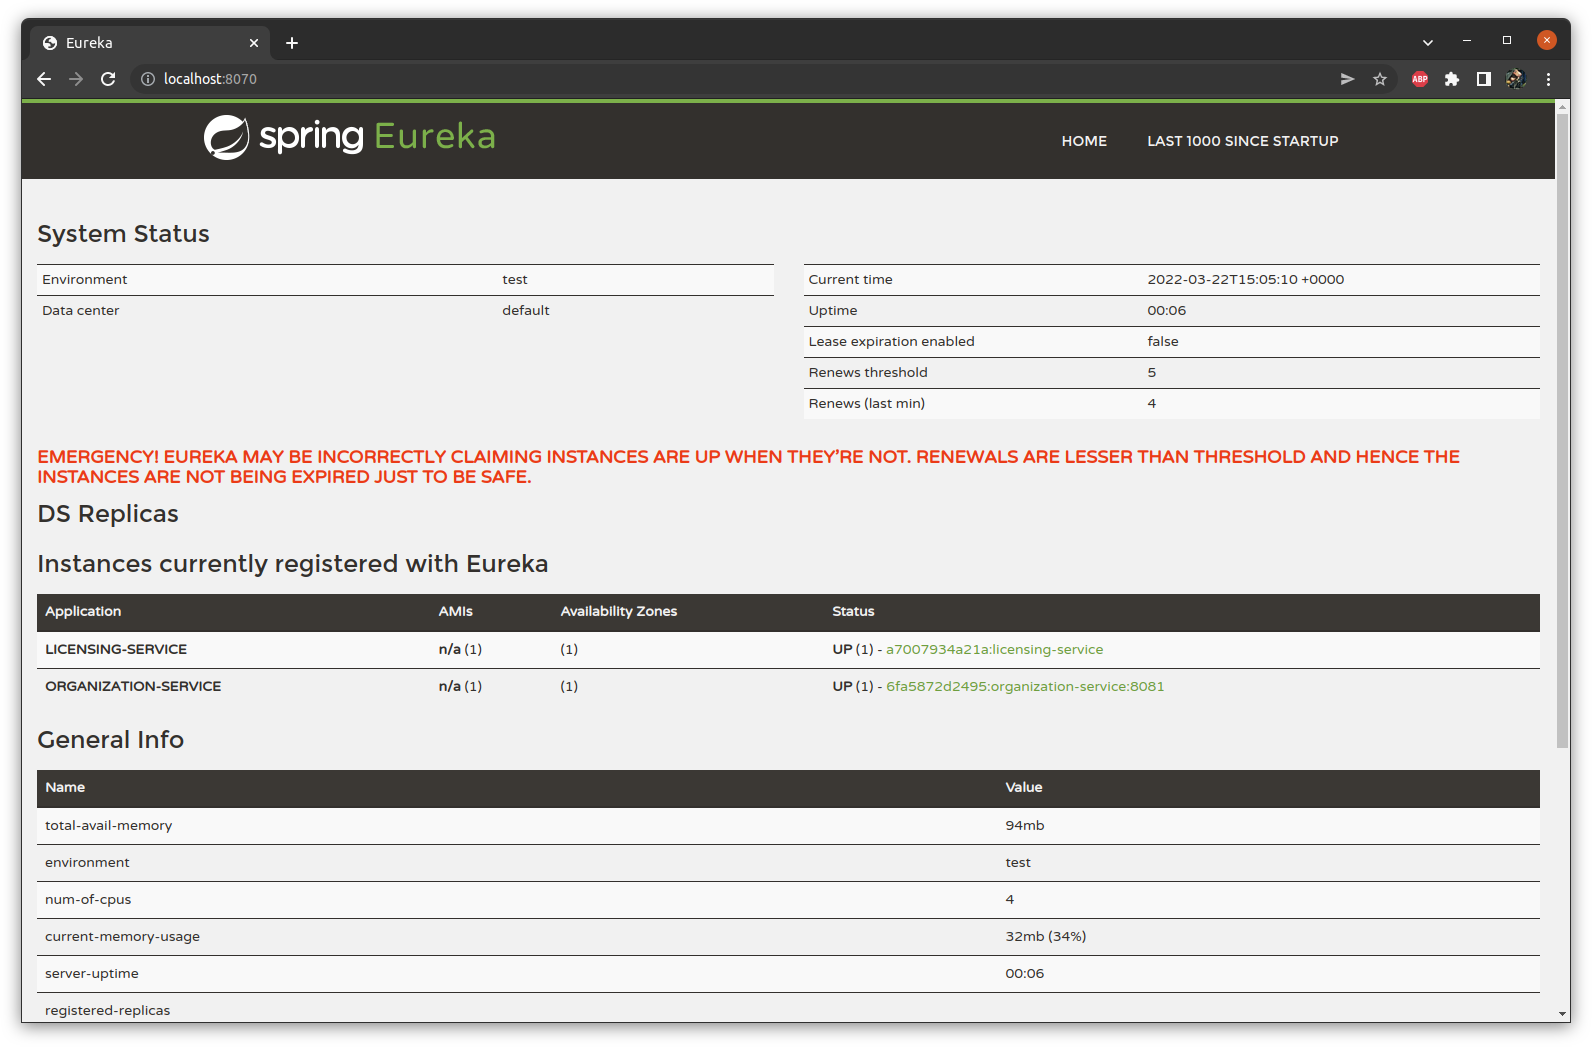 Eureka
localhost:8070
ABP
spring Eureka
HOME LAST 1000 SINCE STARTUP
System Status
Environment test
Data center default
Current time 2022-03-22T15:05:10 +0000
Uptime 00:06
Lease expiration enabled false
Renews threshold 5
Renews (last min) 4
EMERGENCY! EUREKA MAY BE INCORRECTLY CLAIMING INSTANCES ARE UP WHEN THEY'RE NOT. RENEWALS ARE LESSER THAN THRESHOLD AND HENCE THE
INSTANCES ARE NOT BEING EXPIRED JUST TO BE SAFE.
DS Replicas
Instances currently registered with Eureka
Application AMIs Availability Zones Status
LICENSING-SERVICE n/a (1) (1) UP (1) - a7007934a21a:licensing-service
ORGANIZATION-SERVICE n/a (1) (1) UP (1) - 6fa5872d2495:organization-service:8081
General Info
Name Value
total-avail-memory 94mb
environment test
num-of-cpus 4
current-memory-usage 32mb (34%)
server-uptime 00:06
registered-replicas